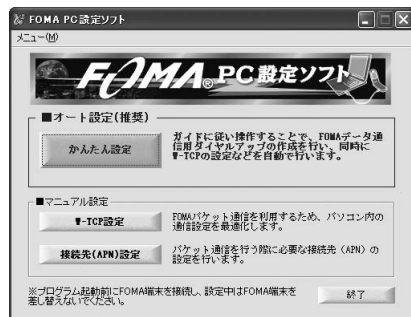 FOMA PC設定ソフト
メニュー(M)
FOMA® PC設定ソフト
■オート設定(推奨)
かんたん設定
ガイドに従い操作することで、FOMAデータ通
信用ダイヤルアップの作成を行い、同時に
W-TCPの設定などを自動で行います。
■マニュアル設定
W-TCP設定
FOMAパケット通信を利用するため、パソコン内の
通信設定を最適化します。
接続先(APN)設定
パケット通信を行う際に必要な接続先（APN）の
設定を行います。
※プログラム起動前にFOMA端末を接続し、設定中はFOMA端末を
差し替えないでください。
終了